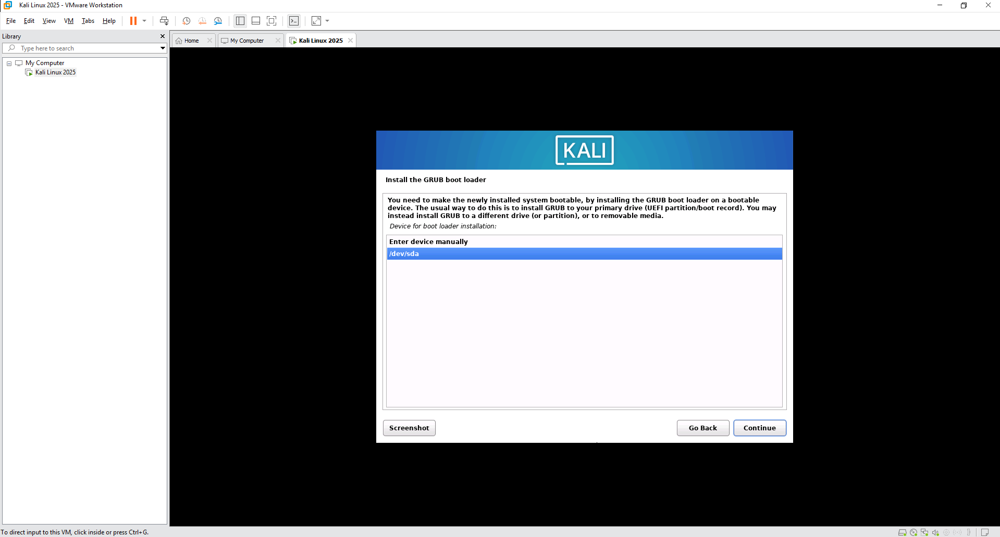 Kali Linux 2025 - VMware Workstation
File Edit View VM Tabs Help
Library
Type here to search
My Computer
Kali Linux 2025
Home
My Computer
Kali Linux 2025
KALI
Install the GRUB boot loader
You need to make the newly installed system bootable, by installing the GRUB boot loader on a bootable
device. The usual way to do this is to install GRUB to your primary drive (UEFI partition/boot record). You may
instead install GRUB to a different drive (or partition), or to removable media.
Device for boot loader installation:
Enter device manually
/dev/sda
Screenshot
Go Back
Continue
To direct input to this VM, click inside or press Ctrl+G.